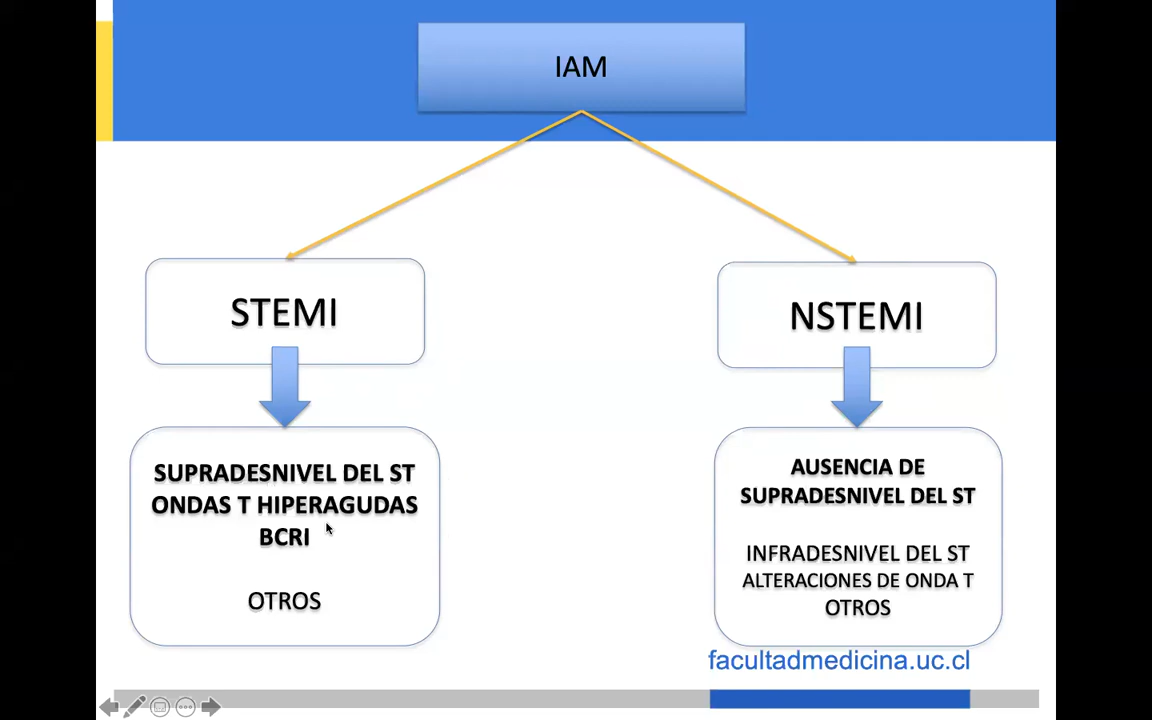 IAM
STEMI
SUPRADESNIVEL DEL ST
ONDAS T HIPERAGUDAS
BCRI
OTROS
NSTEMI
AUSENCIA DE
SUPRADESNIVEL DEL ST
INFRADESNIVEL DEL ST
ALTERACIONES DE ONDA T
OTROS
facultadmedicina.uc.cl